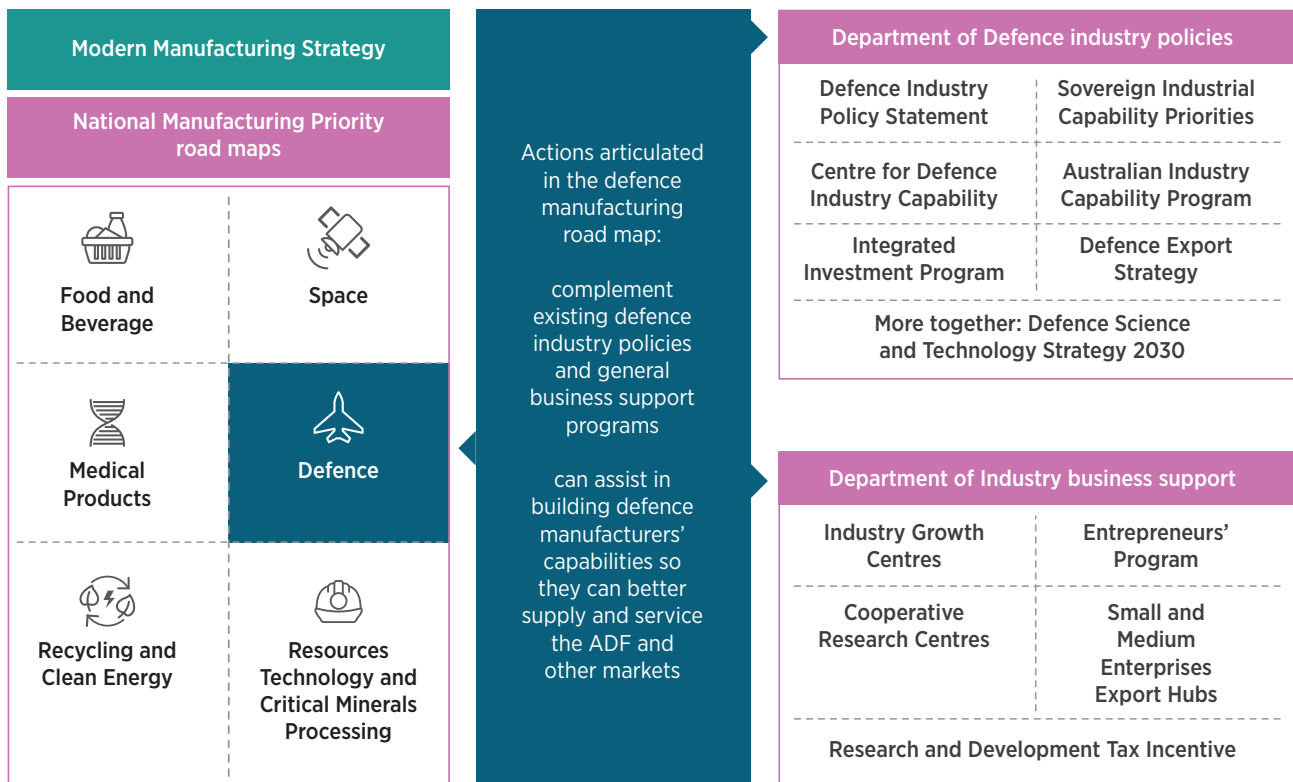 Modern Manufacturing Strategy
National Manufacturing Priority
road maps
Food and
Beverage
Space
Medical
Products
Defence
Recycling and
Clean Energy
Resources
Technology and
Critical Minerals
Processing
Actions articulated
in the defence
manufacturing
road map:
complement
existing defence
industry policies
and general
business support
programs
can assist in
building defence
manufacturers’
capabilities so
they can better
supply and service
the ADF and
other markets
Department of Defence industry policies
Defence Industry
Policy Statement
Sovereign Industrial
Capability Priorities
Centre for Defence
Industry Capability
Australian Industry
Capability Program
Integrated
Investment Program
Defence Export
Strategy
More together: Defence Science
and Technology Strategy 2030
Department of Industry business support
Industry Growth
Centres
Entrepreneurs’
Program
Cooperative
Research Centres
Small and
Medium
Enterprises
Export Hubs
Research and Development Tax Incentive